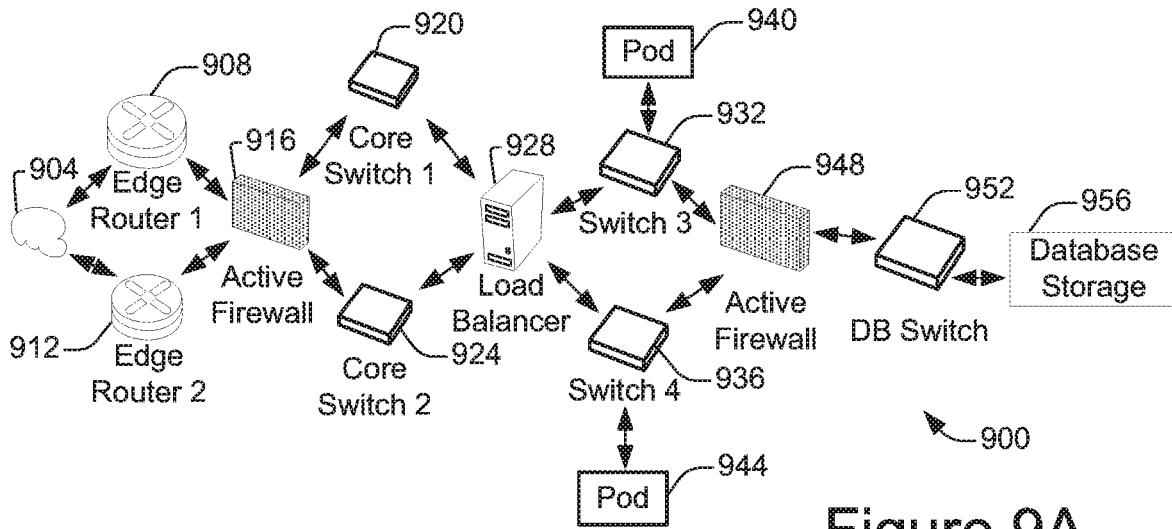 920
940
Pod
908
932
916
Core
Switch 1
928
948
904
Edge
Router 1
952
956
Switch 3
Database
Storage
Active
Firewall
Load
Balancer
Active
Firewall
DB Switch
912
Edge
Router 2
924
Core
Switch 2
936
Switch 4
900
944
Pod
Figure 9A